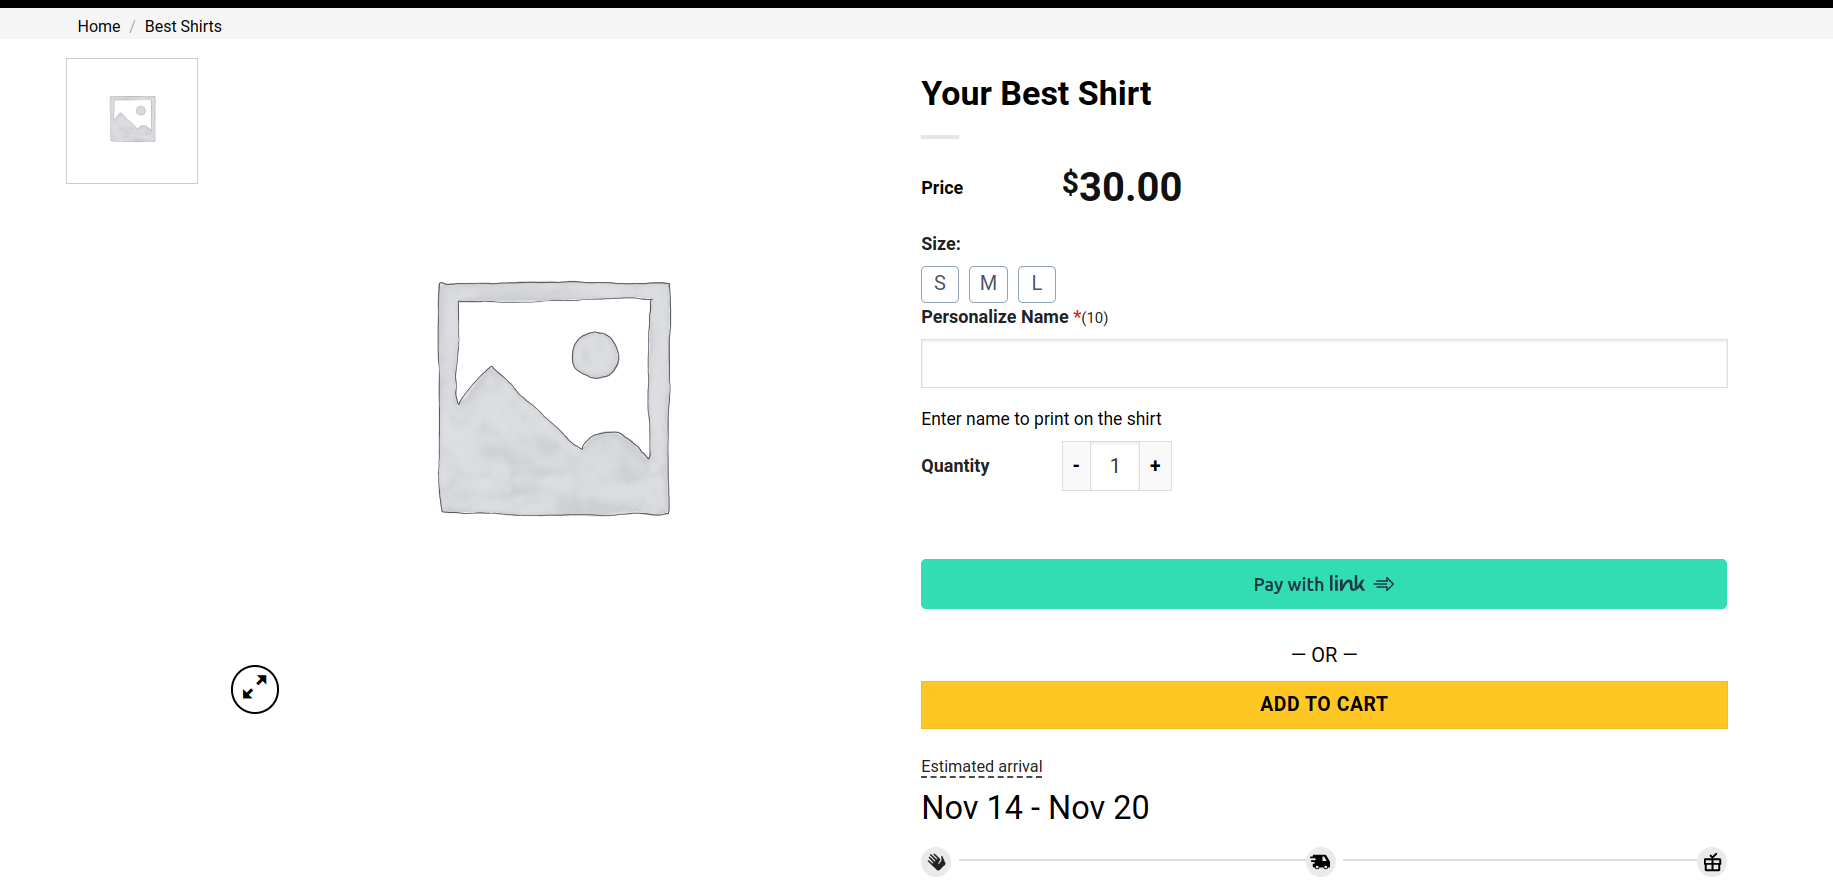 Home / Best Shirts
Your Best Shirt
Price $30.00
Size:
S M L
Personalize Name *(10)
Enter name to print on the shirt
Quantity - 1 +
Pay with link
— OR —
ADD TO CART
Estimated arrival
Nov 14 - Nov 20